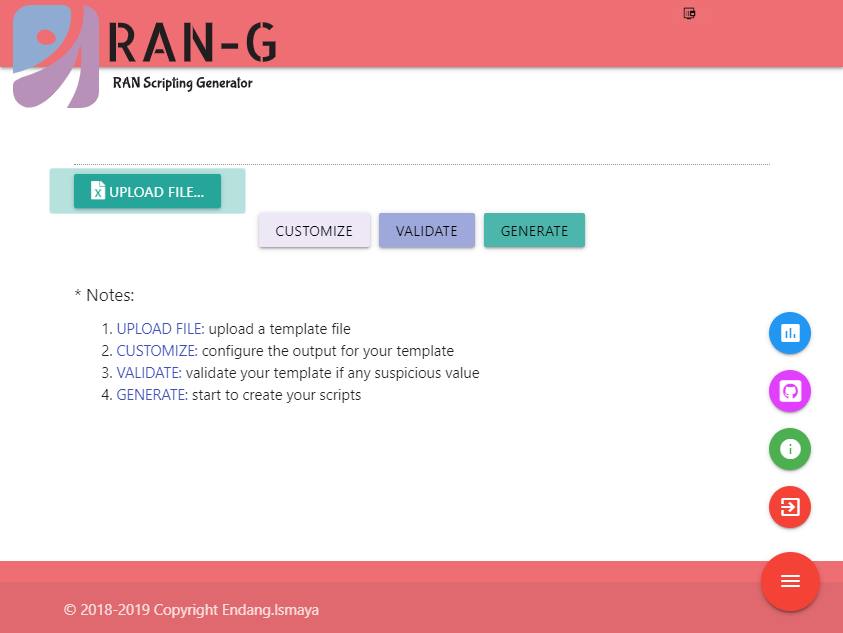 RAN-G
RAN Scripting Generator
UPLOAD FILE...
CUSTOMIZE VALIDATE GENERATE
* Notes:
1. UPLOAD FILE: upload a template file
2. CUSTOMIZE: configure the output for your template
3. VALIDATE: validate your template if any suspicious value
4. GENERATE: start to create your scripts
© 2018-2019 Copyright Endang.Ismaya